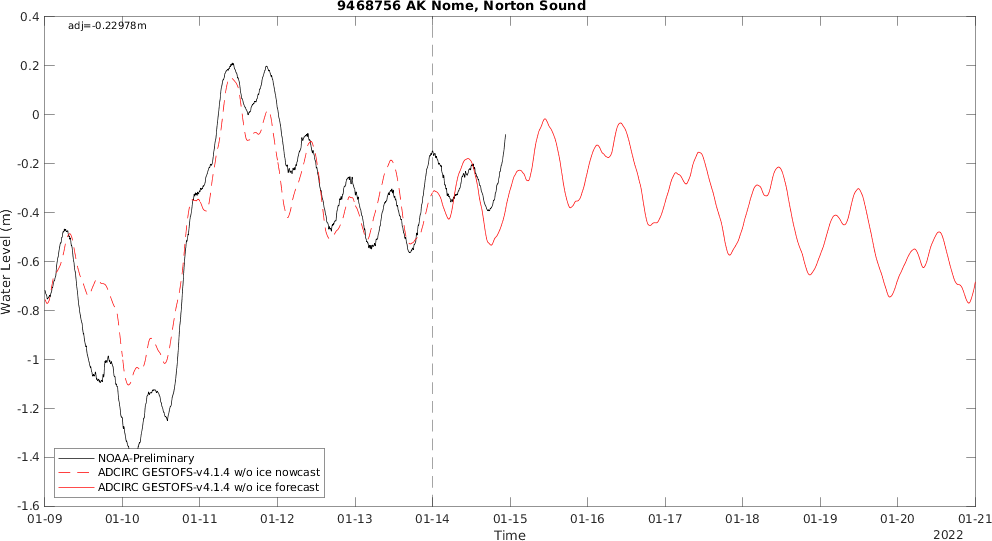 9468756 AK Nome, Norton Sound
adj=-0.22978m
0.4
0.2
0
-0.2
-0.4
-0.6
-0.8
-1
-1.2
-1.4
-1.6
Water Level (m)
NOAA-Preliminary
ADCIRC GESTOFS-v4.1.4 w/o ice nowcast
ADCIRC GESTOFS-v4.1.4 w/o ice forecast
01-09 01-10 01-11 01-12 01-13 01-14 01-15 01-16 01-17 01-18 01-19 01-20 01-21
Time
2022